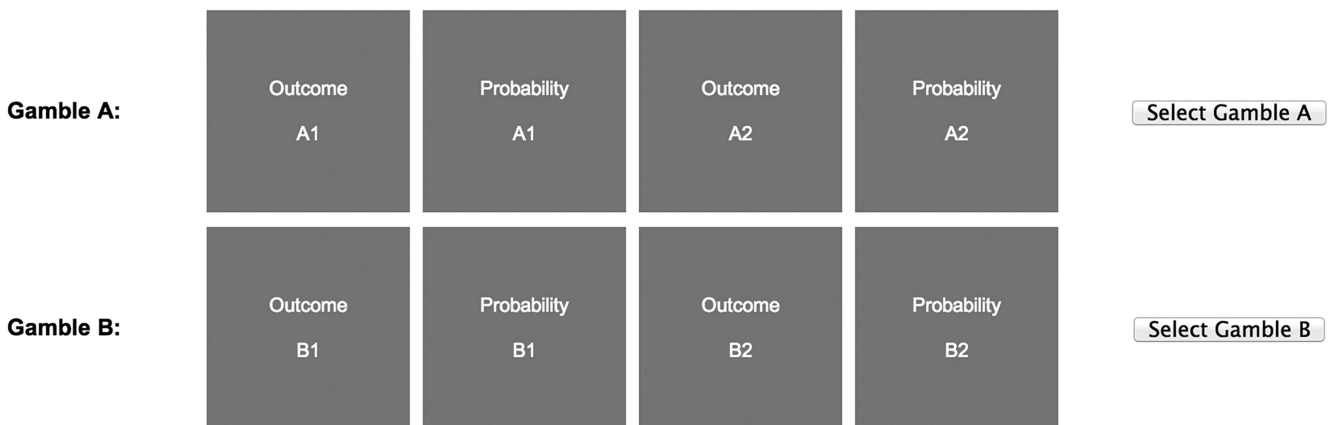 Gamble A:
Outcome
A1
Probability
A1
Outcome
A2
Probability
A2
Select Gamble A
Gamble B:
Outcome
B1
Probability
B1
Outcome
B2
Probability
B2
Select Gamble B